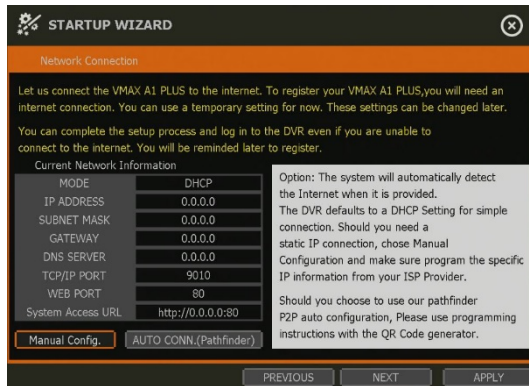 STARTUP WIZARD
Network Connection
Let us connect the VMAX A1 PLUS to the internet. To register your VMAX A1 PLUS,you will need an
internet connection. You can use a temporary setting for now. These settings can be changed later.
You can complete the setup process and log in to the DVR even if you are unable to
connect to the internet. You will be reminded later to register.
Current Network Information
MODE DHCP
IP ADDRESS 0.0.0.0
SUBNET MASK 0.0.0.0
GATEWAY 0.0.0.0
DNS SERVER 0.0.0.0
TCP/IP PORT 9010
WEB PORT 80
System Access URL http://0.0.0.0:80
Manual Config. AUTO CONN.(Pathfinder)
Option: The system will automatically detect
the Internet when it is provided.
The DVR defaults to a DHCP Setting for simple
connection. Should you need a
static IP connection, chose Manual
Configuration and make sure program the specific
IP information from your ISP Provider.
Should you choose to use our pathfinder
P2P auto configuration, Please use programming
instructions with the QR Code generator.
PREVIOUS NEXT APPLY